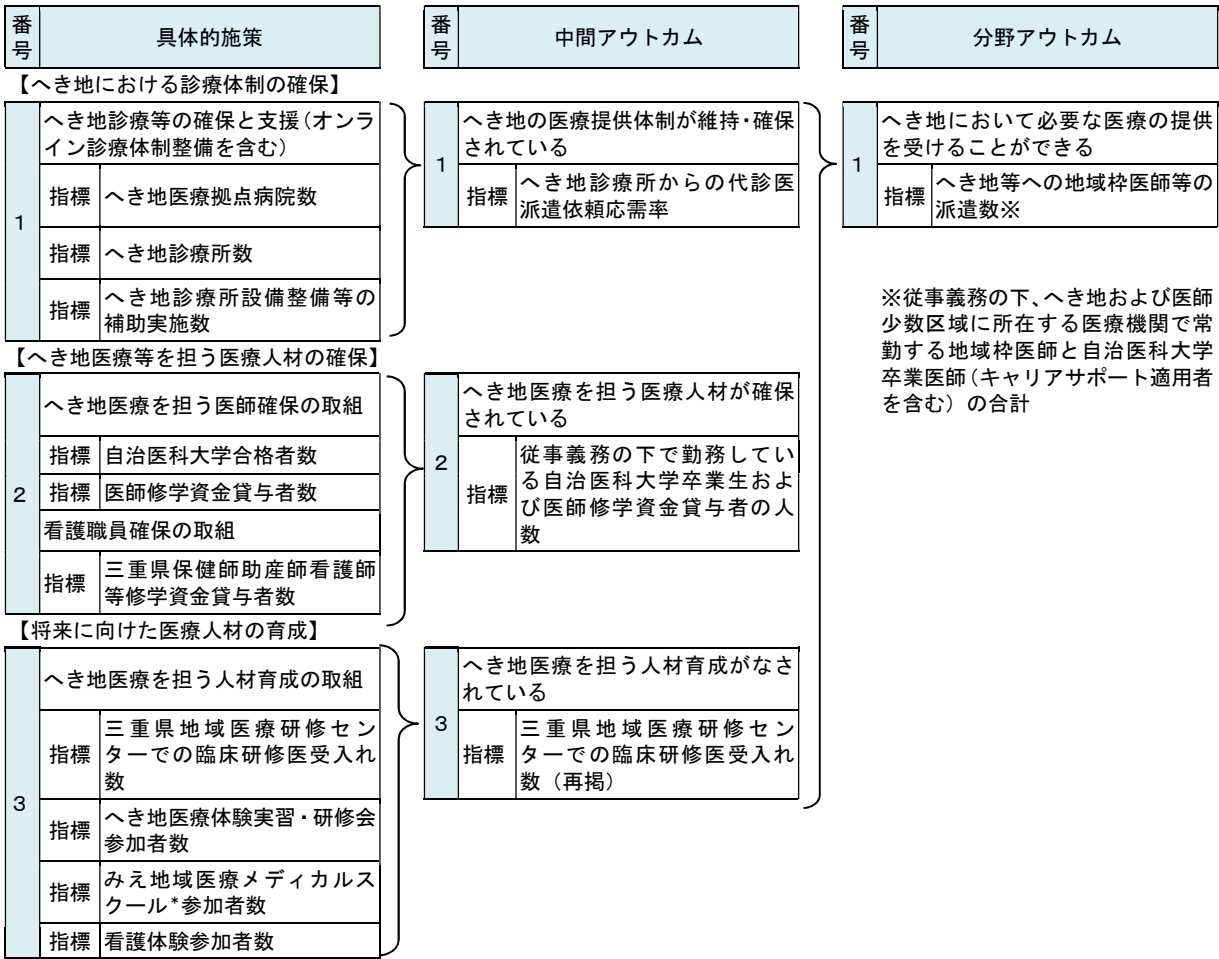 番号
具体的施策
番号
中間アウトカム
番号
分野アウトカム
【へき地における診療体制の確保】
1
へき地診療等の確保と支援（オンラ
イン診療体制整備を含む）
指標
へき地医療拠点病院数
指標
へき地診療所数
指標
へき地診療所設備整備等の
補助実施数
1
へき地の医療提供体制が維持・確保
されている
指標
へき地診療所からの代診医
派遣依頼応需率
1
へき地において必要な医療の提供
を受けることができる
指標
へき地等への地域枠医師等の
派遣数※
※従事義務の下、へき地および医師
少数区域に所在する医療機関で常
勤する地域枠医師と自治医科大学
卒業医師（キャリアサポート適用者
を含む）の合計
【へき地医療等を担う医療人材の確保】
2
へき地医療を担う医師確保の取組
指標
自治医科大学合格者数
指標
医師修学資金貸与者数
看護職員確保の取組
指標
三重県保健師助産師看護師
等修学資金貸与者数
2
へき地医療を担う医療人材が確保
されている
指標
従事義務の下で勤務してい
る自治医科大学卒業生およ
び医師修学資金貸与者の人
数
【将来に向けた医療人材の育成】
3
へき地医療を担う人材育成の取組
指標
三重県地域医療研修セン
ターでの臨床研修医受入れ
数
指標
へき地医療体験実習・研修会
参加者数
指標
みえ地域医療メディカルス
クール*参加者数
指標
看護体験参加者数
3
へき地医療を担う人材育成がなさ
れている
指標
三重県地域医療研修セン
ターでの臨床研修医受入れ
数（再掲）